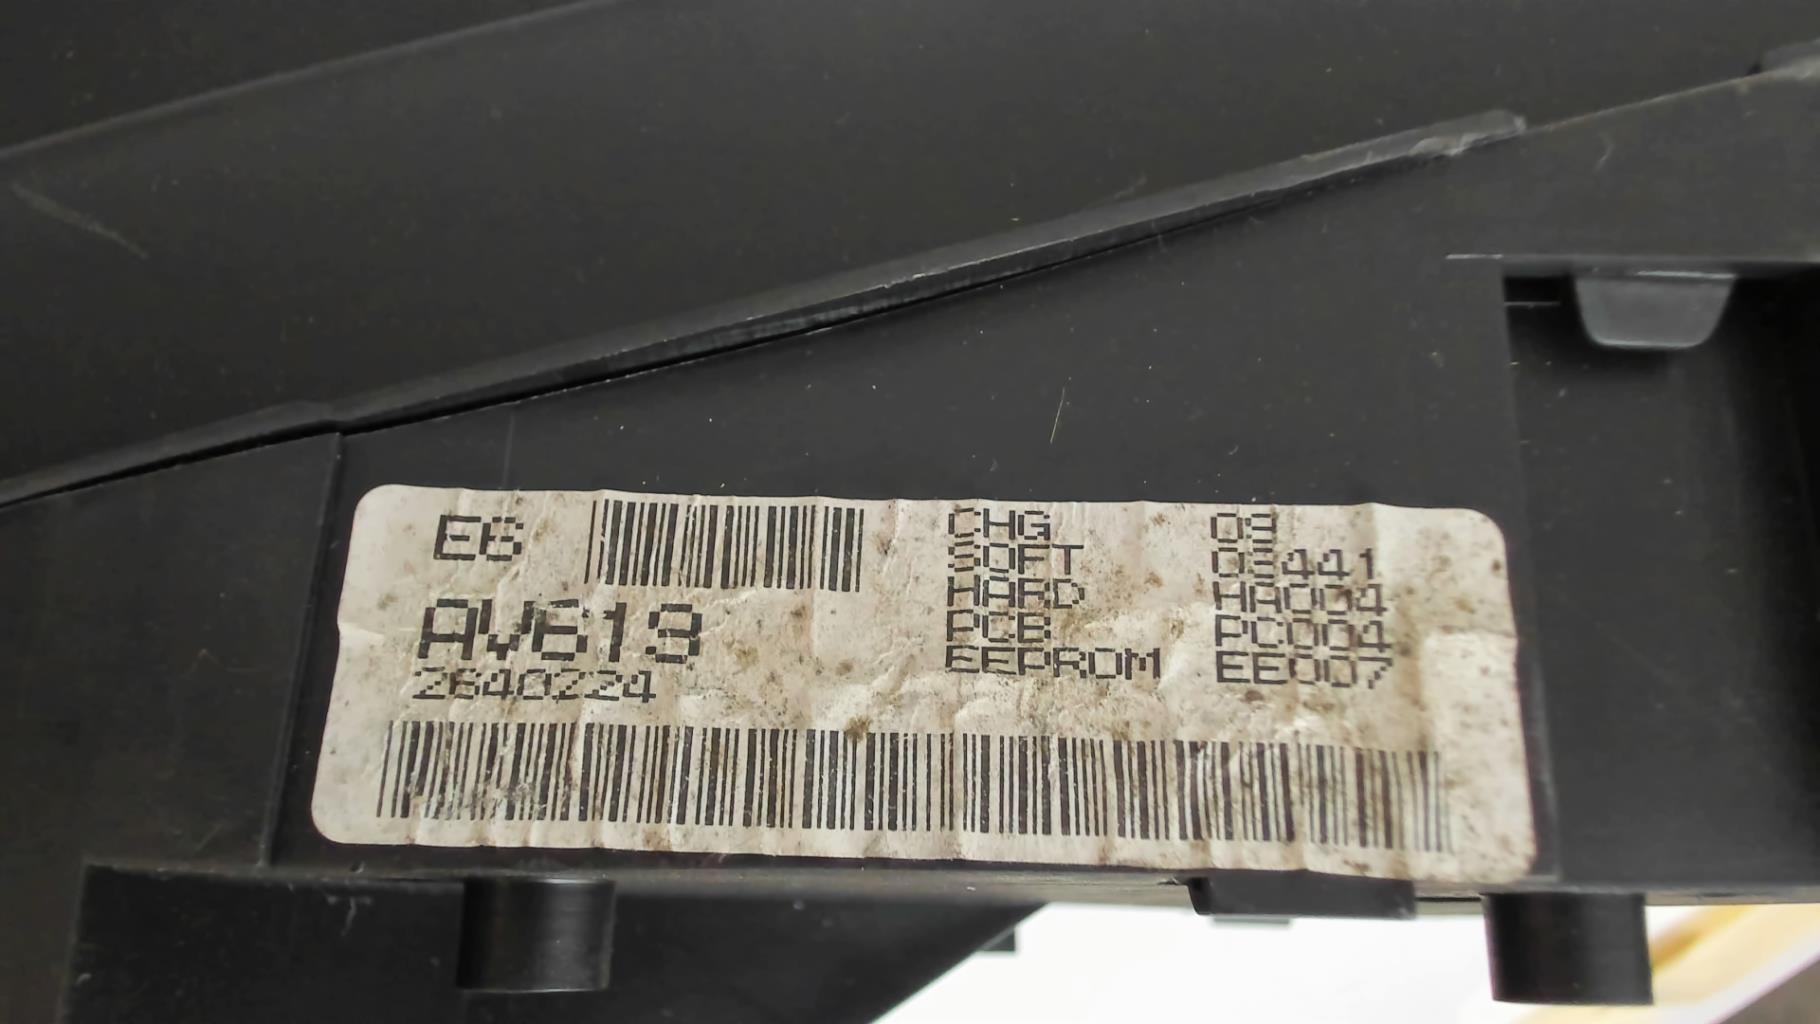 E6
AV613
2640224
CHG 09
SOFT 03441
HARD HA004
PCB PC004
EEPROM EE007